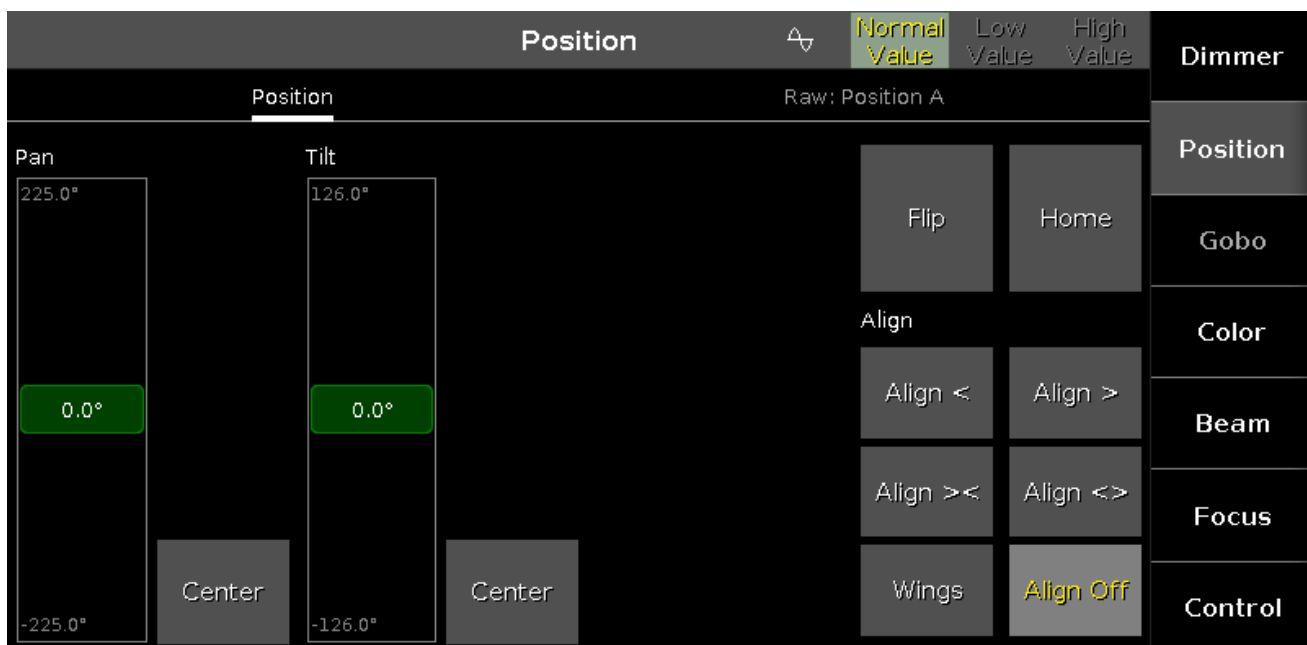 Position
Normal
Value
Low
Value
High
Value
Position
Raw: Position A
Pan
Tilt
225.0°
126.0°
0.0°
0.0°
-225.0°
-126.0°
Center
Center
Flip
Home
Align
Align <
Align >
Align ><
Align <>
Wings
Align Off
Dimmer
Position
Gobo
Color
Beam
Focus
Control